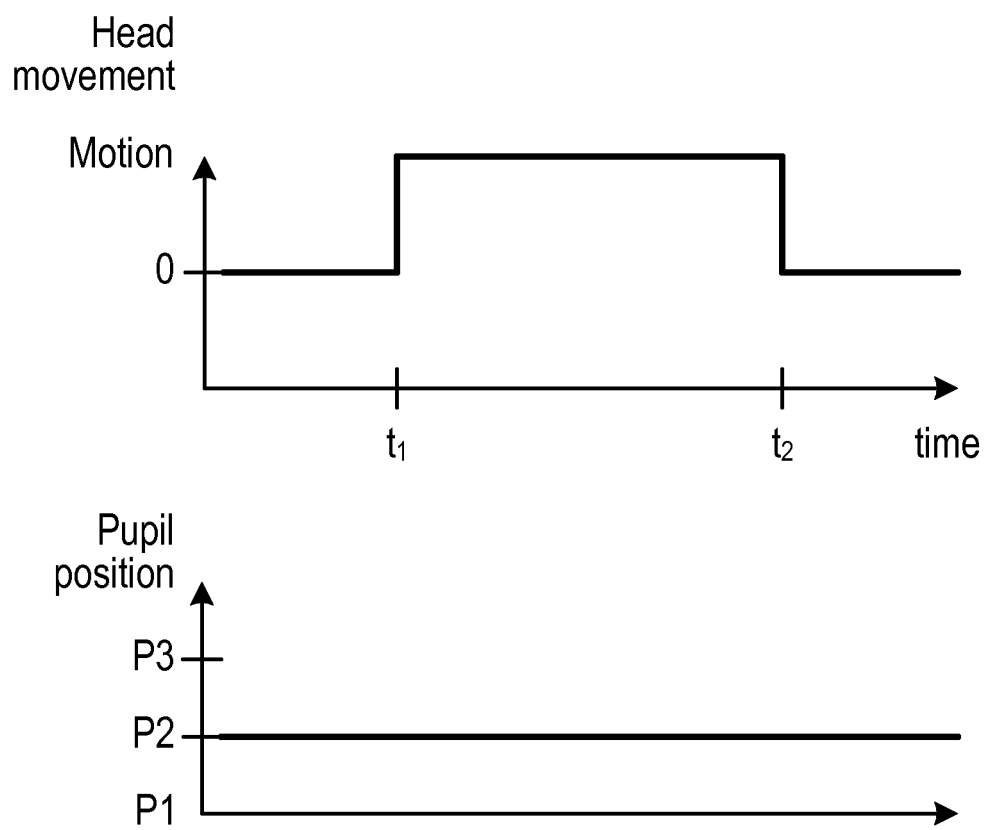 Head
movement
Motion
0
t₁
t₂
time
Pupil
position
P3
P2
P1